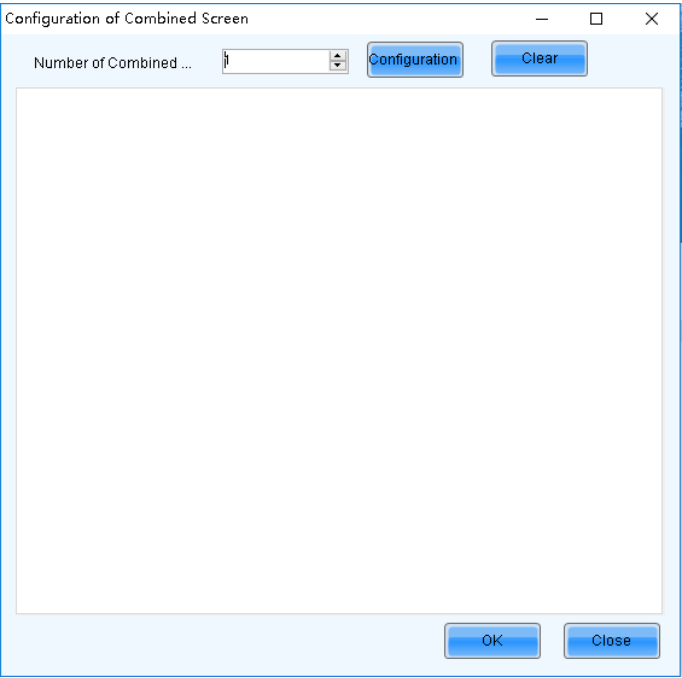 Configuration of Combined Screen
Number of Combined ... 1 Configuration Clear
OK Close